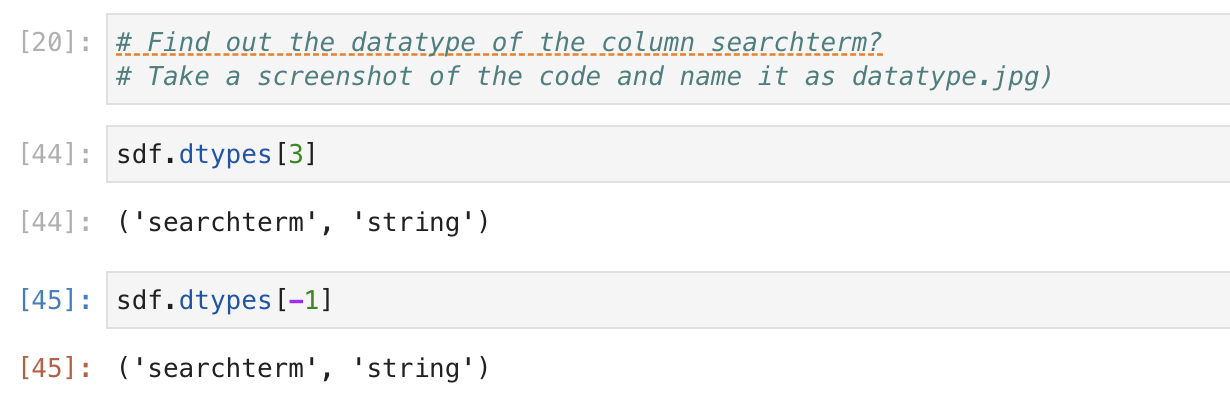 [20]: # Find out the datatype of the column searchterm?
# Take a screenshot of the code and name it as datatype.jpg)
[44]: sdf.dtypes[3]
[44]: ('searchterm', 'string')
[45]: sdf.dtypes[-1]
[45]: ('searchterm', 'string')